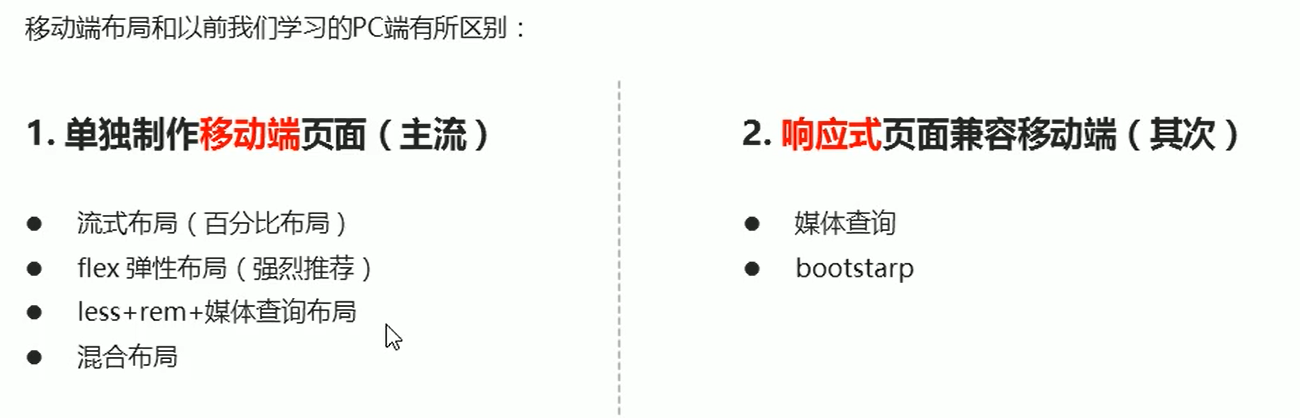 移动端布局和以前我们学习的PC端有所区别：
1. 单独制作移动端页面（主流）
● 流式布局（百分比布局）
● flex 弹性布局（强烈推荐）
● less+rem+媒体查询布局
● 混合布局
2. 响应式页面兼容移动端（其次）
● 媒体查询
● bootstarp